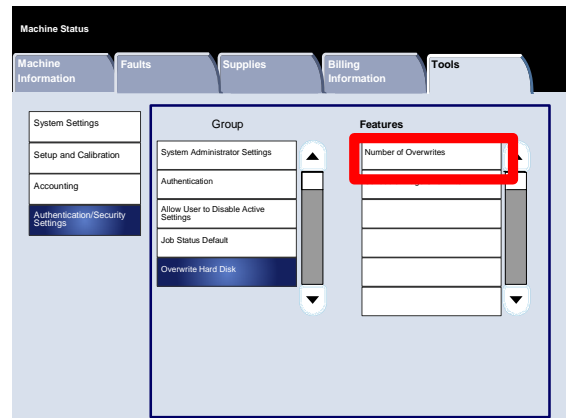 Machine Status
Machine
Information
Faults
Supplies
Billing
Information
Tools
System Settings
Setup and Calibration
Accounting
Authentication/Security
Settings
Group
System Administrator Settings
Authentication
Allow User to Disable Active
Settings
Job Status Default
Overwrite Hard Disk
Features
Number of Overwrites